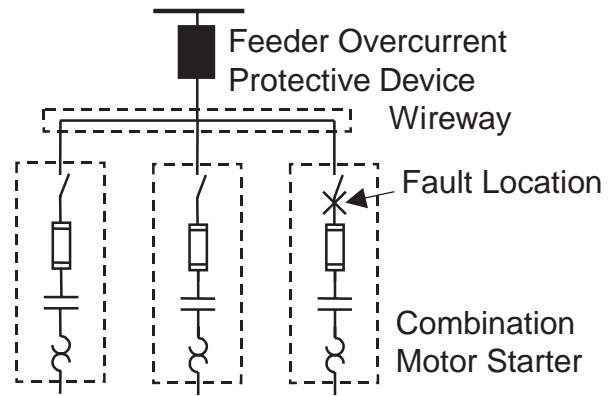 Feeder Overcurrent
Protective Device
Wireway
Fault Location
Combination
Motor Starter